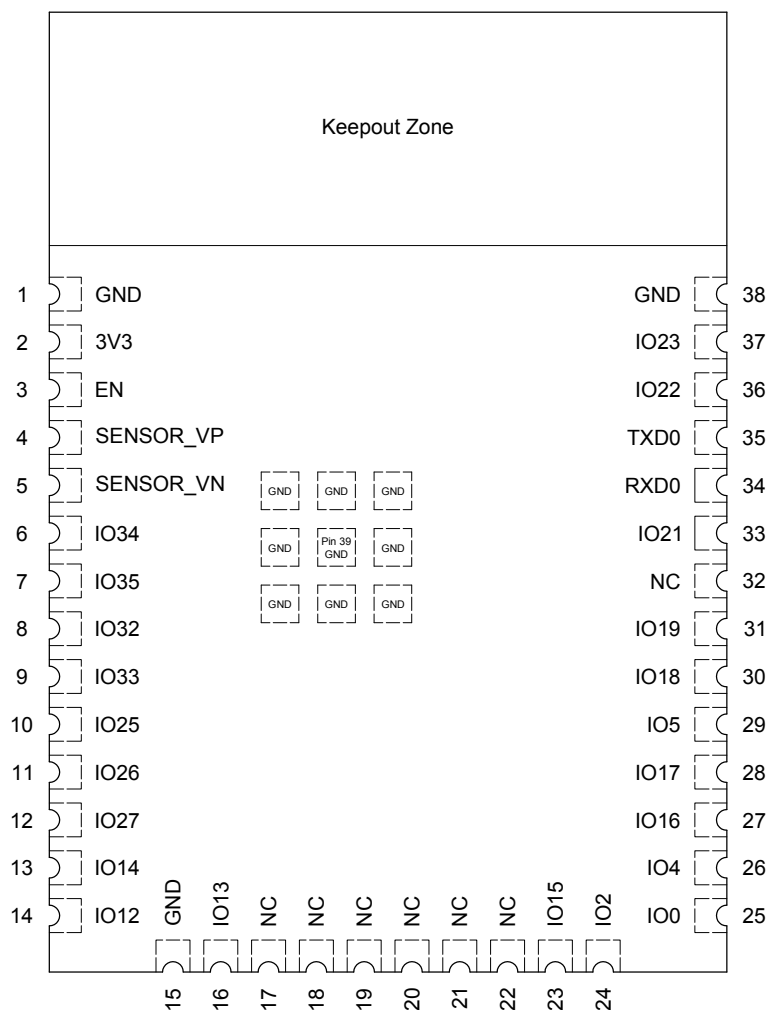 Keepout Zone
1 GND GND 38
2 3V3 IO23 37
3 EN IO22 36
4 SENSOR_VP TXD0 35
5 SENSOR_VN GND GND GND RXD0 34
6 IO34 GND Pin 39 GND GND IO21 33
7 IO35 NC 32
GND GND GND
8 IO32 IO19 31
9 IO33 IO18 30
10 IO25 IO5 29
11 IO26 IO17 28
12 IO27 IO16 27
13 IO14 IO4 26
14 IO12 GND IO13 NC NC NC NC NC NC IO15 IO2 IO0 25
15 16 17 18 19 20 21 22 23 24